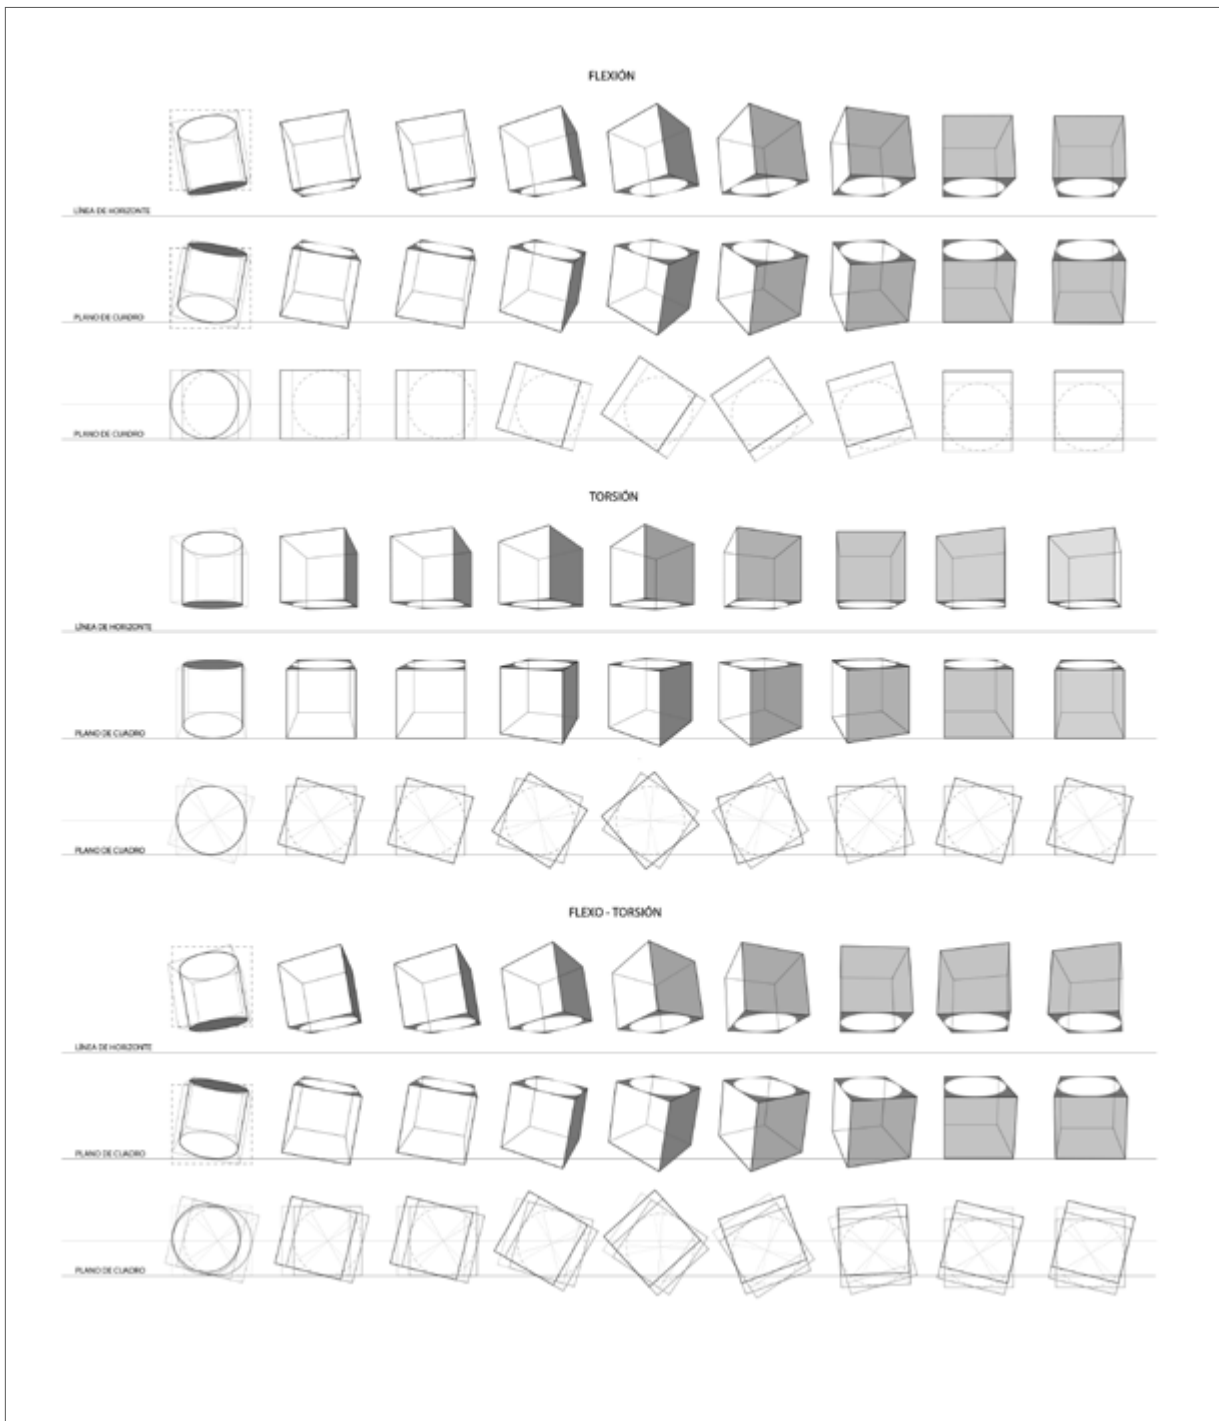 FLEXIÓN
LÍNEA DE HORIZONTE
PLANO DE CUADRO
PLANO DE CUADRO
TORSIÓN
LÍNEA DE HORIZONTE
PLANO DE CUADRO
PLANO DE CUADRO
FLEXO - TORSIÓN
LÍNEA DE HORIZONTE
PLANO DE CUADRO
PLANO DE CUADRO